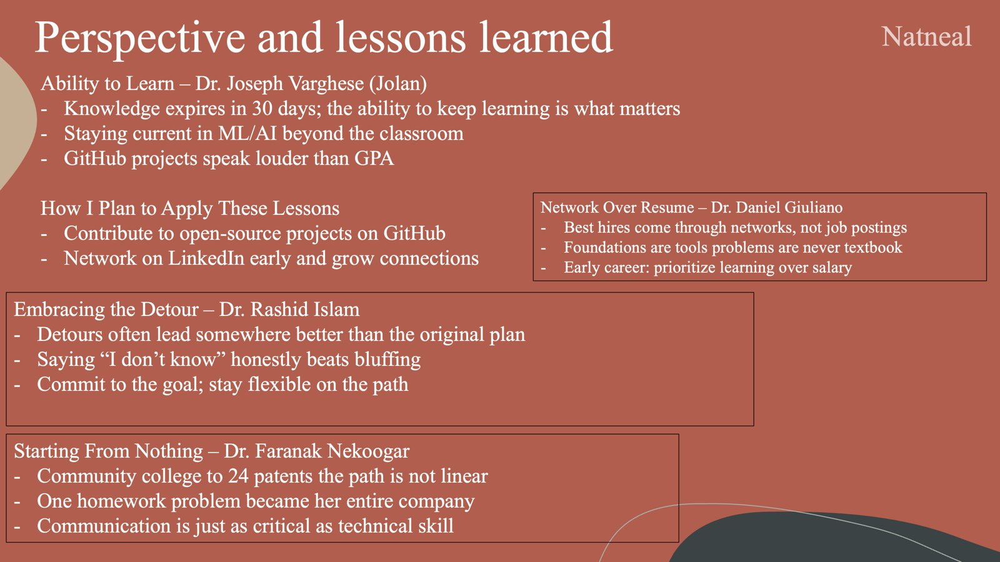 Perspective and lessons learned
Natneal
Ability to Learn – Dr. Joseph Varghese (Jolan)
- Knowledge expires in 30 days; the ability to keep learning is what matters
- Staying current in ML/AI beyond the classroom
- GitHub projects speak louder than GPA
How I Plan to Apply These Lessons
- Contribute to open-source projects on GitHub
- Network on LinkedIn early and grow connections
Network Over Resume – Dr. Daniel Giuliano
- Best hires come through networks, not job postings
- Foundations are tools problems are never textbook
- Early career: prioritize learning over salary
Embracing the Detour – Dr. Rashid Islam
- Detours often lead somewhere better than the original plan
- Saying “I don’t know” honestly beats bluffing
- Commit to the goal; stay flexible on the path
Starting From Nothing – Dr. Faranak Nekoogar
- Community college to 24 patents the path is not linear
- One homework problem became her entire company
- Communication is just as critical as technical skill